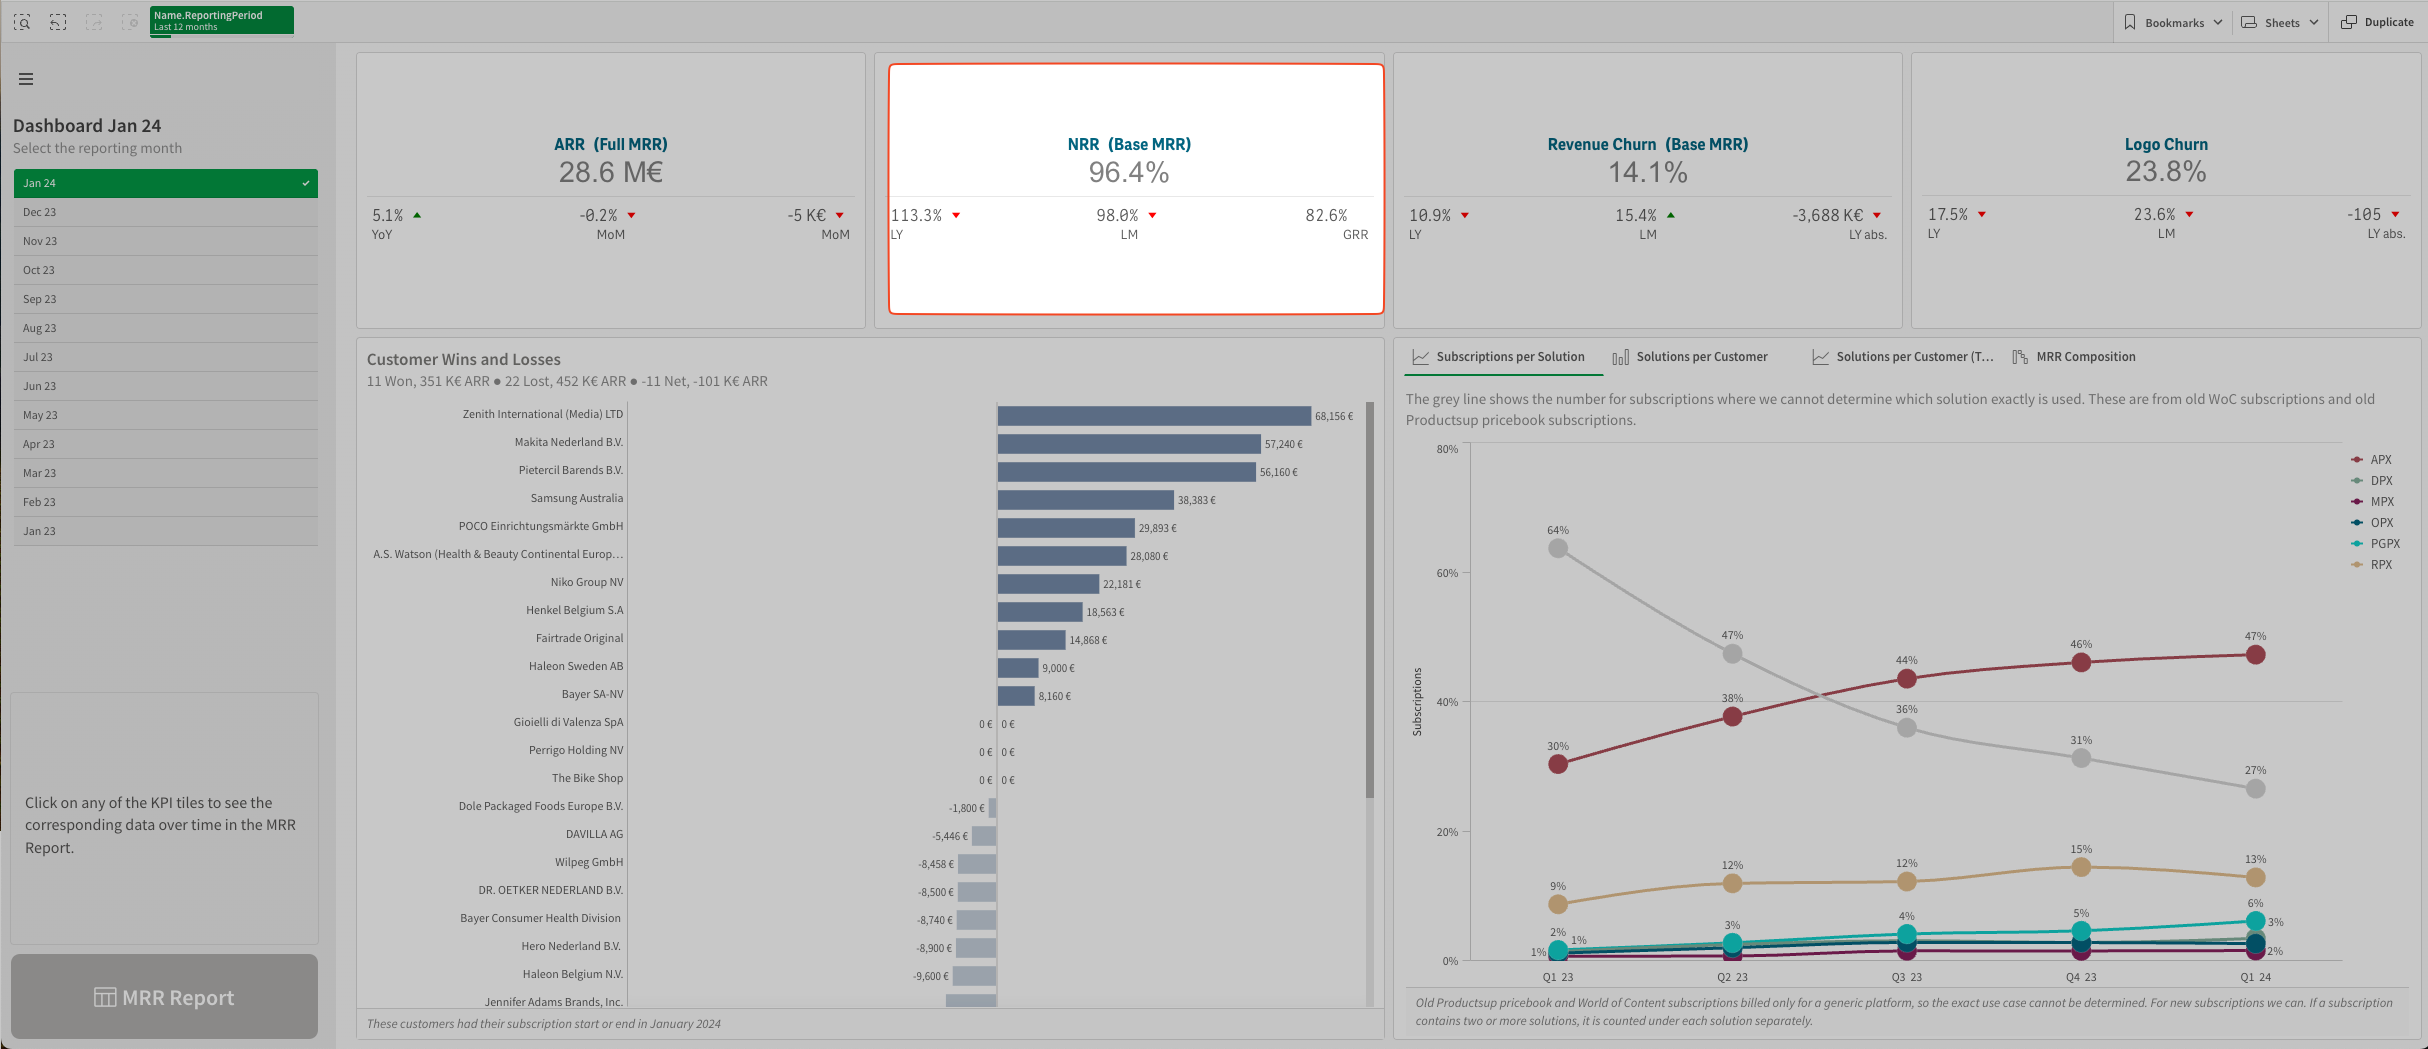 Name.ReportingPeriod
Last 12 months
Bookmarks
Sheets
Duplicate
Dashboard Jan 24
Select the reporting month
Jan 24
Dec 23
Nov 23
Oct 23
Sep 23
Aug 23
Jul 23
Jun 23
May 23
Apr 23
Mar 23
Feb 23
Jan 23
Click on any of the KPI tiles to see the
corresponding data over time in the MRR
Report.
MRR Report
ARR (Full MRR)
28.6 M€
5.1%
YoY
-0.2%
MoM
-5 K€
MoM
NRR (Base MRR)
96.4%
113.3%
LY
98.0%
LM
82.6%
GRR
Revenue Churn (Base MRR)
14.1%
10.9%
LY
15.4%
LM
-3,688 K€
LY abs.
Logo Churn
23.8%
17.5%
LY
23.6%
LM
-105
LY abs.
Customer Wins and Losses
11 Won, 351 K€ ARR ● 22 Lost, 452 K€ ARR ● -11 Net, -101 K€ ARR
Zenith International (Media) LTD 68,156 €
Makita Nederland B.V. 57,240 €
Pietercil Barends B.V. 56,160 €
Samsung Australia 38,383 €
POCO Einrichtungsmärkte GmbH 29,893 €
A.S. Watson (Health & Beauty Continental Europ… 28,080 €
Niko Group NV 22,181 €
Henkel Belgium S.A 18,563 €
Fairtrade Original 14,868 €
Haleon Sweden AB 9,000 €
Bayer SA-NV 8,160 €
Gioielli di Valenza SpA 0 € 0 €
Perrigo Holding NV 0 € 0 €
The Bike Shop 0 € 0 €
Dole Packaged Foods Europe B.V. -1,800 €
DAVILLA AG -5,446 €
Wilpeg GmbH -8,458 €
DR. OETKER NEDERLAND B.V. -8,500 €
Bayer Consumer Health Division -8,740 €
Hero Nederland B.V. -8,900 €
Haleon Belgium N.V. -9,600 €
Jennifer Adams Brands, Inc.
These customers had their subscription start or end in January 2024
Subscriptions per Solution
Solutions per Customer
Solutions per Customer (T...
MRR Composition
The grey line shows the number for subscriptions where we cannot determine which solution exactly is used. These are from old WoC subscriptions and old
Productsup pricebook subscriptions.
Subscriptions
80%
60%
40%
20%
0%
64%
47%
36%
31%
27%
30%
38%
44%
46%
47%
9%
12%
12%
15%
13%
2%
3%
4%
5%
6%
1%
1%
3%
2%
Q1 23
Q2 23
Q3 23
Q4 23
Q1 24
APX
DPX
MPX
OPX
PGPX
RPX
Old Productsup pricebook and World of Content subscriptions billed only for a generic platform, so the exact use case cannot be determined. For new subscriptions we can. If a subscription
contains two or more solutions, it is counted under each solution separately.